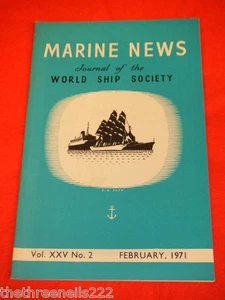 MARINE NEWS
Journal of the
WORLD SHIP SOCIETY
Vol. XXV No. 2 FEBRUARY, 1971
thethreenells222